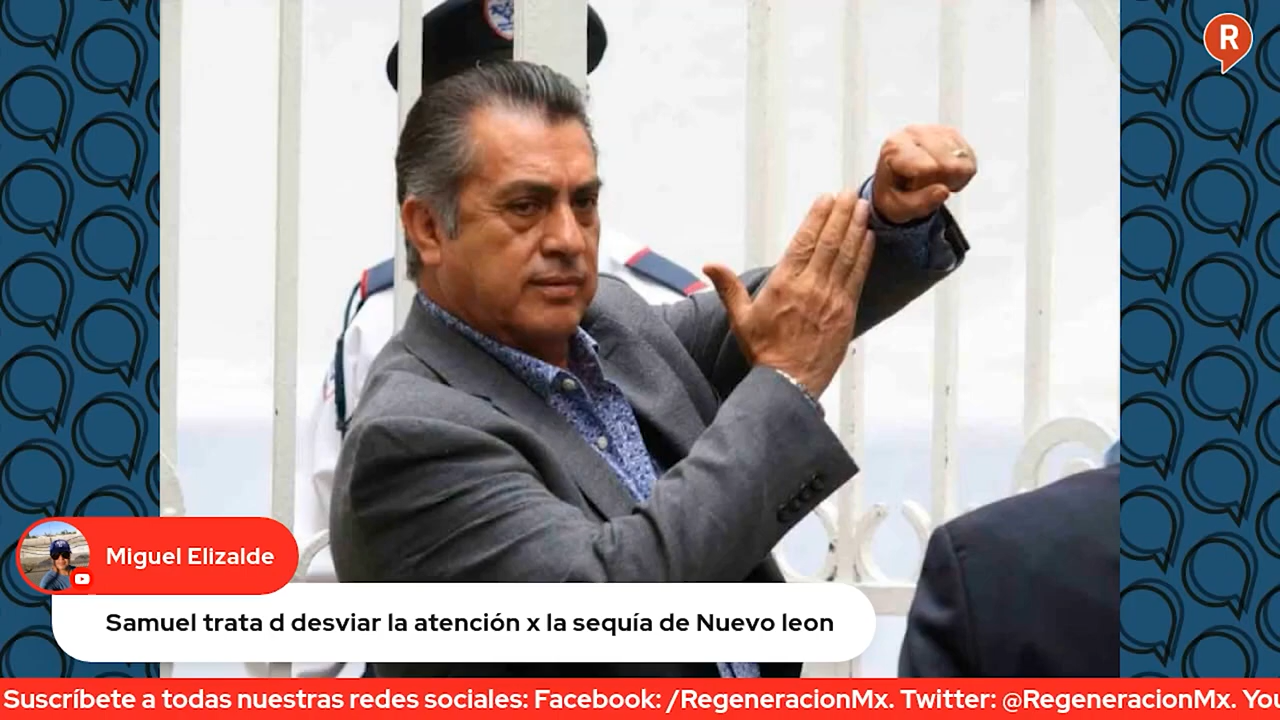 R
Miguel Elizalde
Samuel trata d desviar la atención x la sequía de Nuevo leon
Suscríbete a todas nuestras redes sociales: Facebook: /RegeneracionMx. Twitter: @RegeneracionMx. You